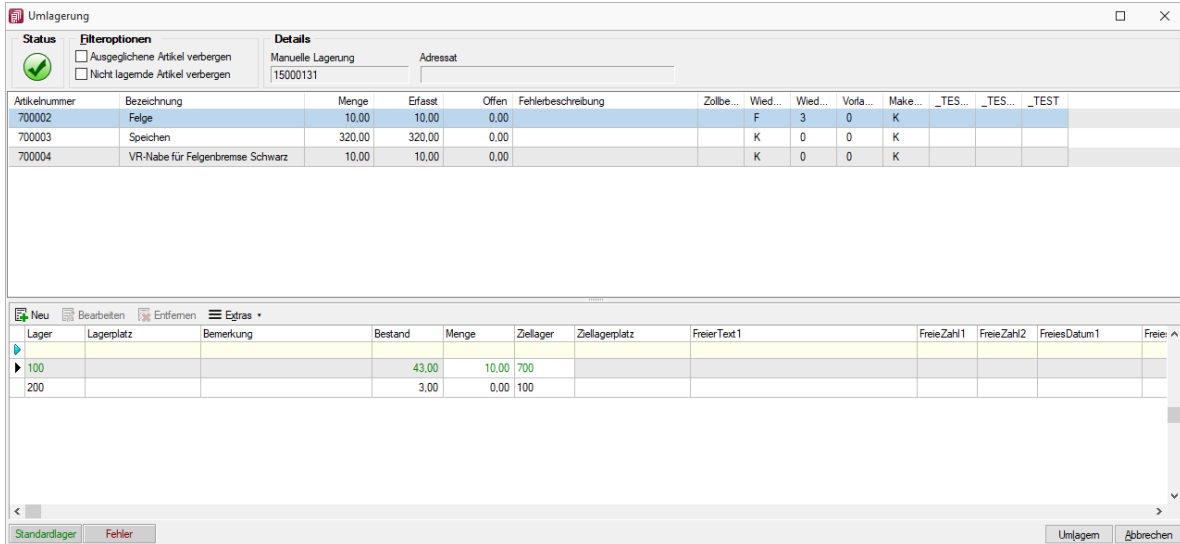 Umlagerung
Status Filteroptionen Details
Ausgeglichene Artikel verbergen Manuelle Lagerung Adressat
Nicht lagernde Artikel verbergen 15000131
Artikelnummer Bezeichnung Menge Erfasst Offen Fehlerbeschreibung Zollbe... Wied... Wied... Vorla... Make... _TES... _TES... _TEST
700002 Felge 10,00 10,00 0,00 F 3 0 K
700003 Speichen 320,00 320,00 0,00 K 0 0 K
700004 VR-Nabe für Felgenbremse Schwarz 10,00 10,00 0,00 K 0 0 K
Neu Bearbeiten Entfernen Extras
Lager Lagerplatz Bemerkung Bestand Menge Ziellager Ziellagerplatz FreierText1 FreieZahl1 FreieZahl2 FreiesDatum1 Freies
100 43,00 10,00 700
200 3,00 0,00 100
Standardlager Fehler Umlagern Abbrechen